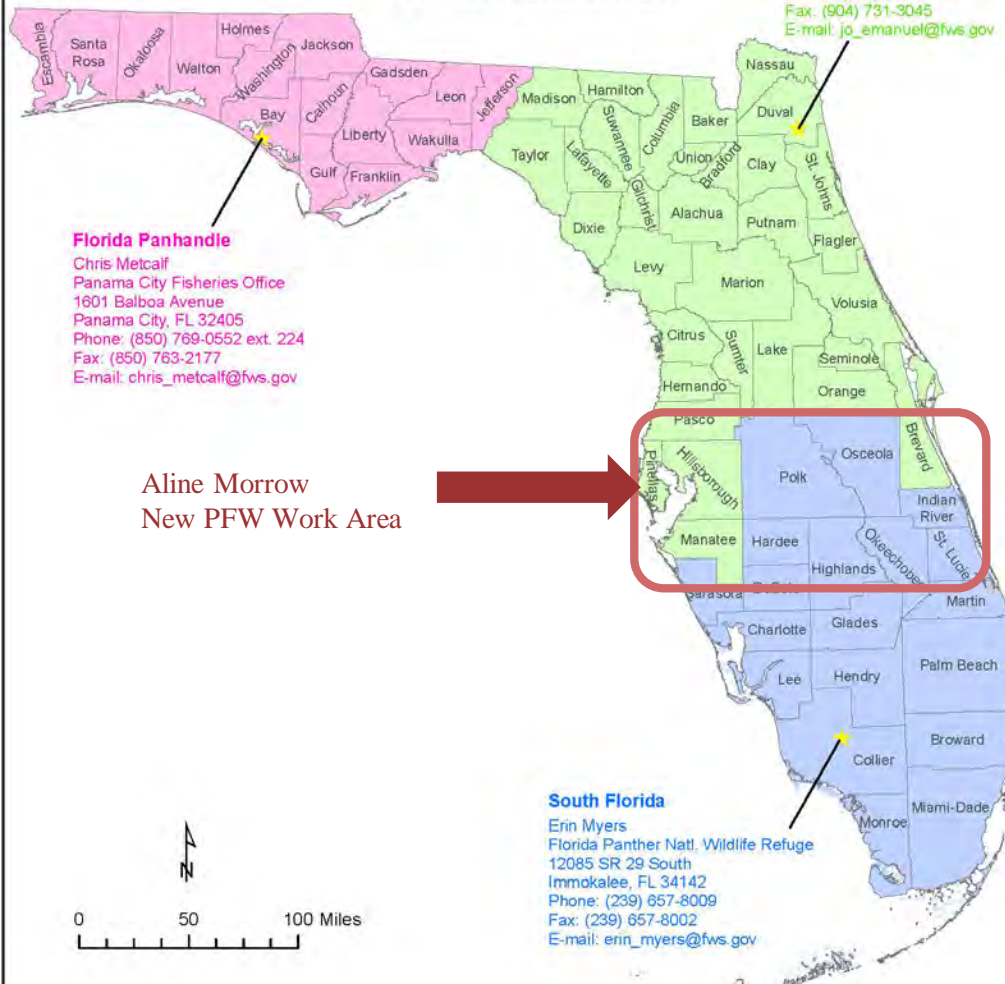 Fax: (904) 731-3045
E-mail: jo_emanuel@fws.gov
Escambia
Santa
Rosa
Okaloosa
Walton
Holmes
Washington
Jackson
Bay
Calhoun
Gulf
Gadsden
Liberty
Franklin
Leon
Wakulla
Jefferson
Madison
Taylor
Hamilton
Suwannee
Lafayette
Dixie
Columbia
Gilchrist
Baker
Union
Bradford
Alachua
Levy
Nassau
Duval
Clay
St. Johns
Putnam
Flagler
Marion
Volusia
Citrus
Sumter
Lake
Seminole
Hernando
Orange
Pasco
Brevard
Pinellas
Hillsborough
Polk
Osceola
Indian
River
Manatee
Hardee
Highlands
Okeechobee
St. Lucie
Sarasota
DeSoto
Martin
Charlotte
Glades
Lee
Hendry
Palm Beach
Collier
Broward
Monroe
Miami-Dade
Florida Panhandle
Chris Metcalf
Panama City Fisheries Office
1601 Balboa Avenue
Panama City, FL 32405
Phone: (850) 769-0552 ext. 224
Fax: (850) 763-2177
E-mail: chris_metcalf@fws.gov
Aline Morrow
New PFW Work Area
South Florida
Erin Myers
Florida Panther Natl. Wildlife Refuge
12085 SR 29 South
Immokalee, FL 34142
Phone: (239) 657-8009
Fax: (239) 657-8002
E-mail: erin_myers@fws.gov
N
0 50 100 Miles